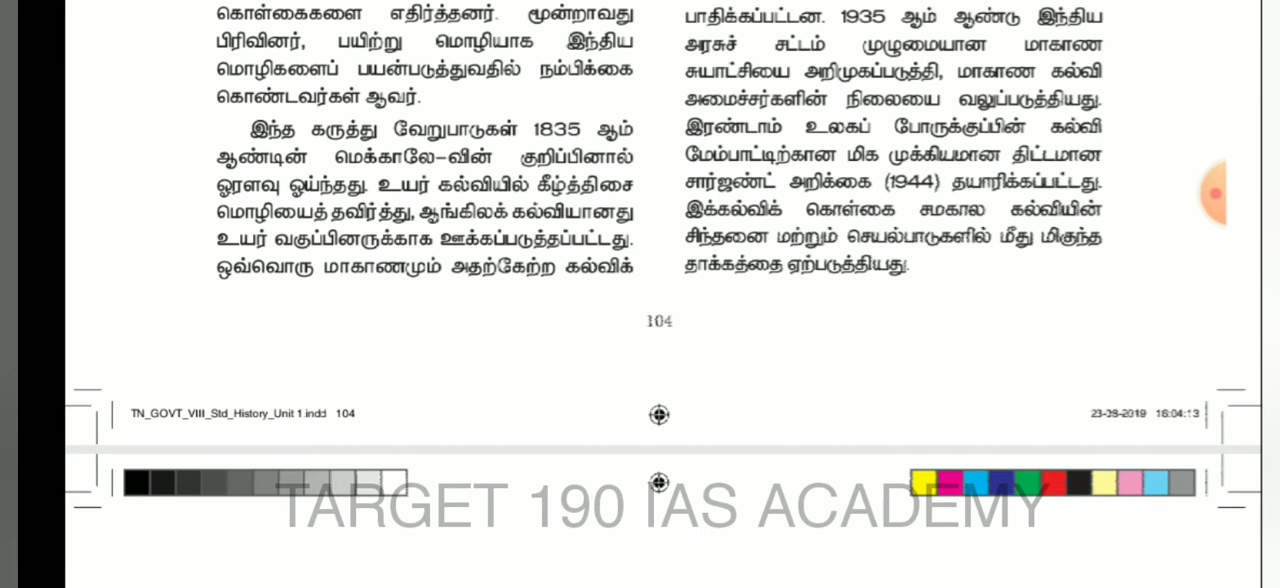 கொள்கைகளை எதிர்த்தனர். மூன்றாவது
பிரிவினர், பயிற்று மொழியாக இந்திய
மொழிகளைப் பயன்படுத்துவதில் நம்பிக்கை
கொண்டவர்கள் ஆவர்.
இந்த கருத்து வேறுபாடுகள் 1835 ஆம்
ஆண்டின் மெக்காலே–வின் குறிப்பினால்
ஓரளவு ஓய்ந்தது. உயர் கல்வியில் கீழ்த்திசை
மொழியைத் தவிர்த்து, ஆங்கிலக் கல்வியானது
உயர் வகுப்பினருக்காக ஊக்கப்படுத்தப்பட்டது.
ஒவ்வொரு மாகாணமும் அதற்கேற்ற கல்விக்
பாதிக்கப்பட்டன. 1935 ஆம் ஆண்டு இந்திய
அரசுச் சட்டம் முழுமையான மாகாண
சுயாட்சியை அறிமுகப்படுத்தி, மாகாண கல்வி
அமைச்சர்களின் நிலையை வலுப்படுத்தியது.
இரண்டாம் உலகப் போருக்குப்பின் கல்வி
மேம்பாட்டிற்கான மிக முக்கியமான திட்டமான
சார்ஜண்ட் அறிக்கை (1944) தயாரிக்கப்பட்டது.
இக்கல்விக் கொள்கை சமகால கல்வியின்
சிந்தனை மற்றும் செயல்பாடுகளில் மீது மிகுந்த
தாக்கத்தை ஏற்படுத்தியது.
104
TN_GOVT_VIII_Std_History_Unit 1.indd 104
23-08-2019 16:04:13
TARGET 190 IAS ACADEMY